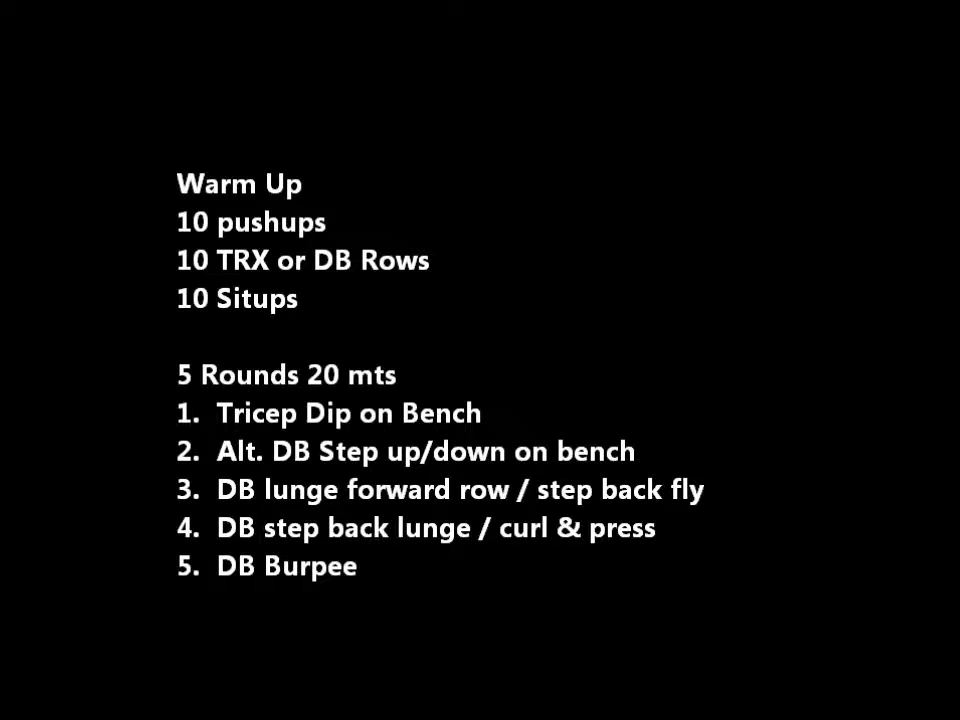 Warm Up
10 pushups
10 TRX or DB Rows
10 Situps
5 Rounds 20 mts
1. Tricep Dip on Bench
2. Alt. DB Step up/down on bench
3. DB lunge forward row / step back fly
4. DB step back lunge / curl & press
5. DB Burpee